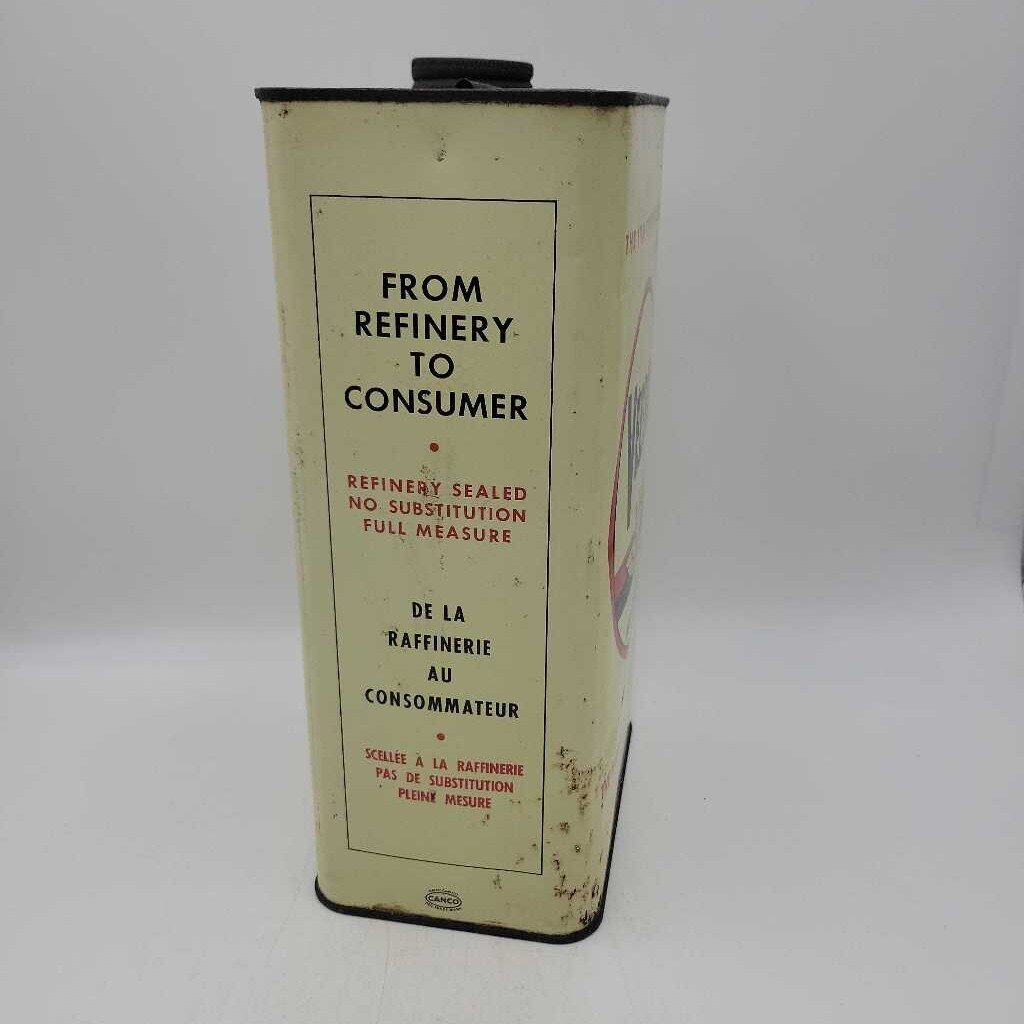 FROM
REFINERY
TO
CONSUMER
REFINERY SEALED
NO SUBSTITUTION
FULL MEASURE
DE LA
RAFFINERIE
AU
CONSOMMATEUR
SCELLÉE À LA RAFFINERIE
PAS DE SUBSTITUTION
PLEINE MESURE
CANCO
THE